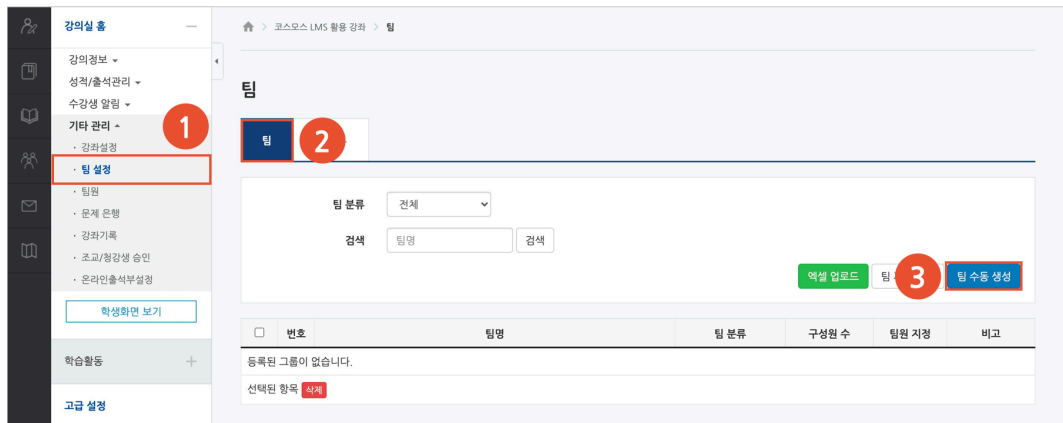 강의실 홈
강의정보
성적/출석관리
수강생 알림
기타 관리
· 강좌설정
· 팀 설정
· 팀원
· 문제 은행
· 강좌기록
· 조교/청강생 승인
· 온라인출석부설정
학생화면 보기
학습활동
고급 설정
1
코스모스 LMS 활용 강좌 > 팀
팀
팀
2
팀 분류 전체
검색 팀명 검색
엑셀 업로드 팀 3 팀 수동 생성
번호 팀명 팀 분류 구성원 수 팀원 지정 비고
등록된 그룹이 없습니다.
선택된 항목 삭제